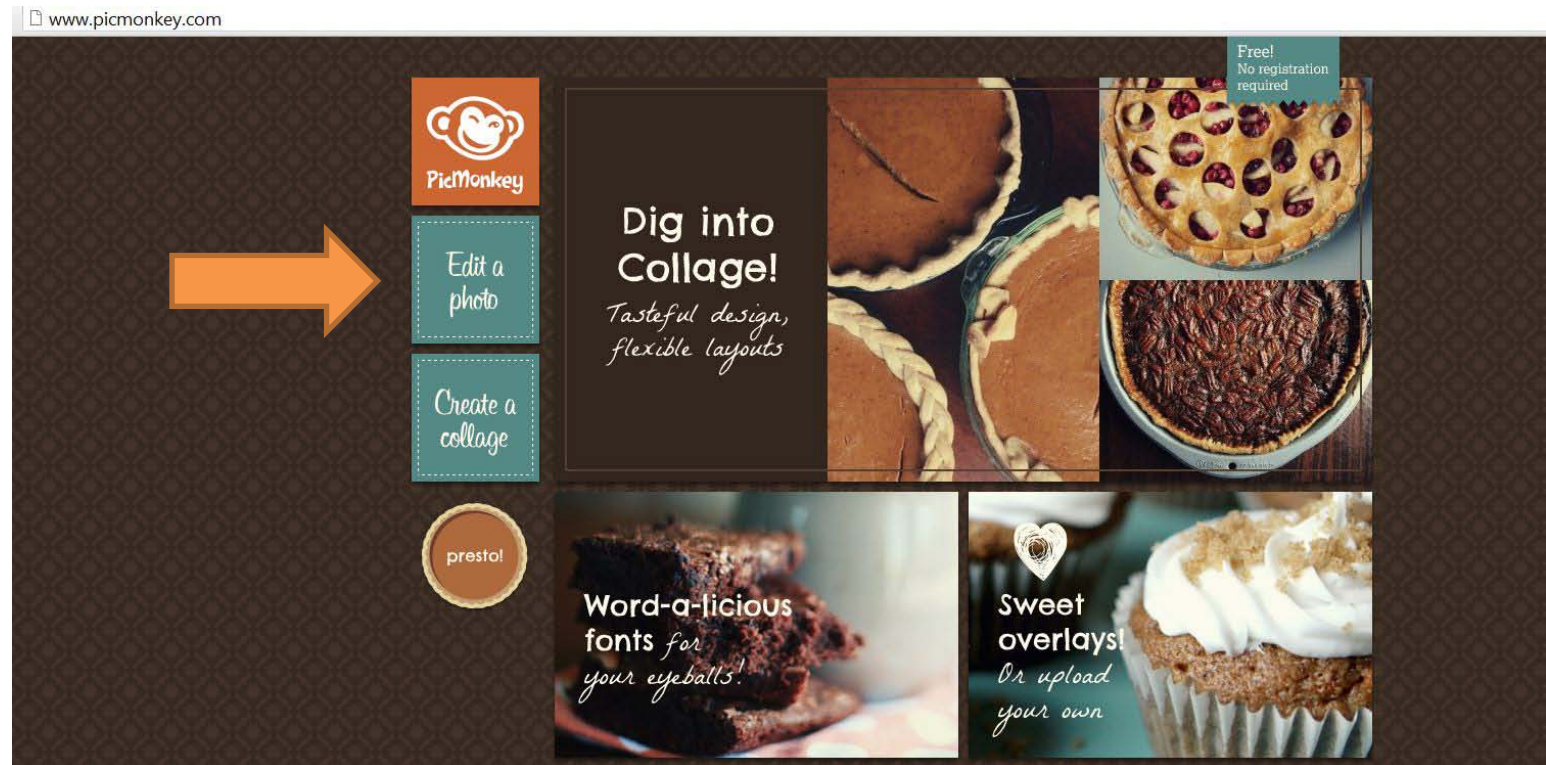 www.picmonkey.com
Free!
No registration
required
PicMonkey
Edit a
photo
Create a
collage
Dig into
Collage!
Tasteful design,
flexible layouts
presto!
Word-a-licious
fonts for
your eyeballs!
Sweet
overlays!
Or upload
your own